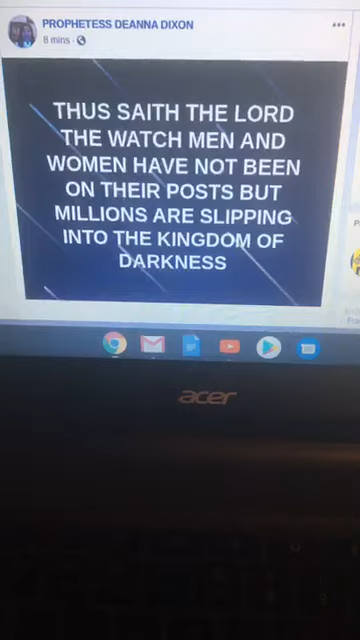 PROPHETESS DEANNA DIXON
8 mins
THUS SAITH THE LORD
THE WATCH MEN AND
WOMEN HAVE NOT BEEN
ON THEIR POSTS BUT
MILLIONS ARE SLIPPING
INTO THE KINGDOM OF
DARKNESS
acer